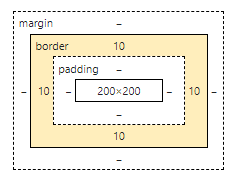 margin –
border 10
padding –
– 10 – 200×200 – 10 –
–
10
–